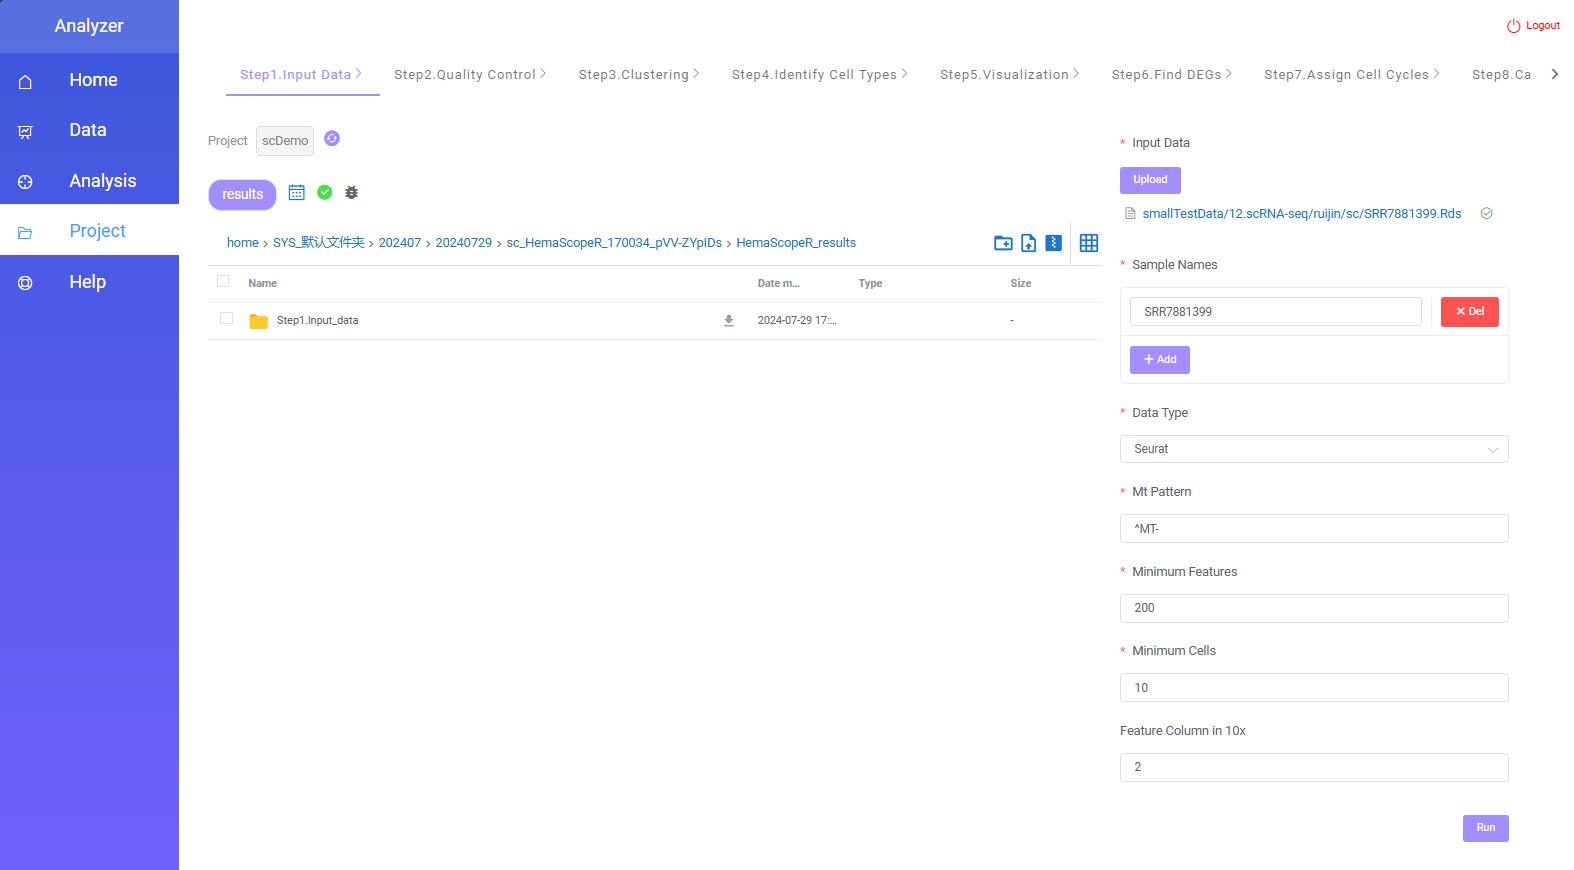 Analyzer
Home
Data
Analysis
Project
Help
Logout
Step1.Input Data
Step2.Quality Control
Step3.Clustering
Step4.Identify Cell Types
Step5.Visualization
Step6.Find DEGs
Step7.Assign Cell Cycles
Step8.Ca
Project scDemo
results
home › SYS_默认文件夹 › 202407 › 20240729 › sc_HemaScopeR_170034_pVV-ZYpIDs › HemaScopeR_results
Name Date m... Type Size
Step1.Input_data 2024-07-29 17:... -
* Input Data
Upload
smallTestData/12.scRNA-seq/ruijin/sc/SRR7881399.Rds
* Sample Names
SRR7881399
× Del
+ Add
* Data Type
Seurat
* Mt Pattern
^MT-
* Minimum Features
200
* Minimum Cells
10
Feature Column in 10x
2
Run